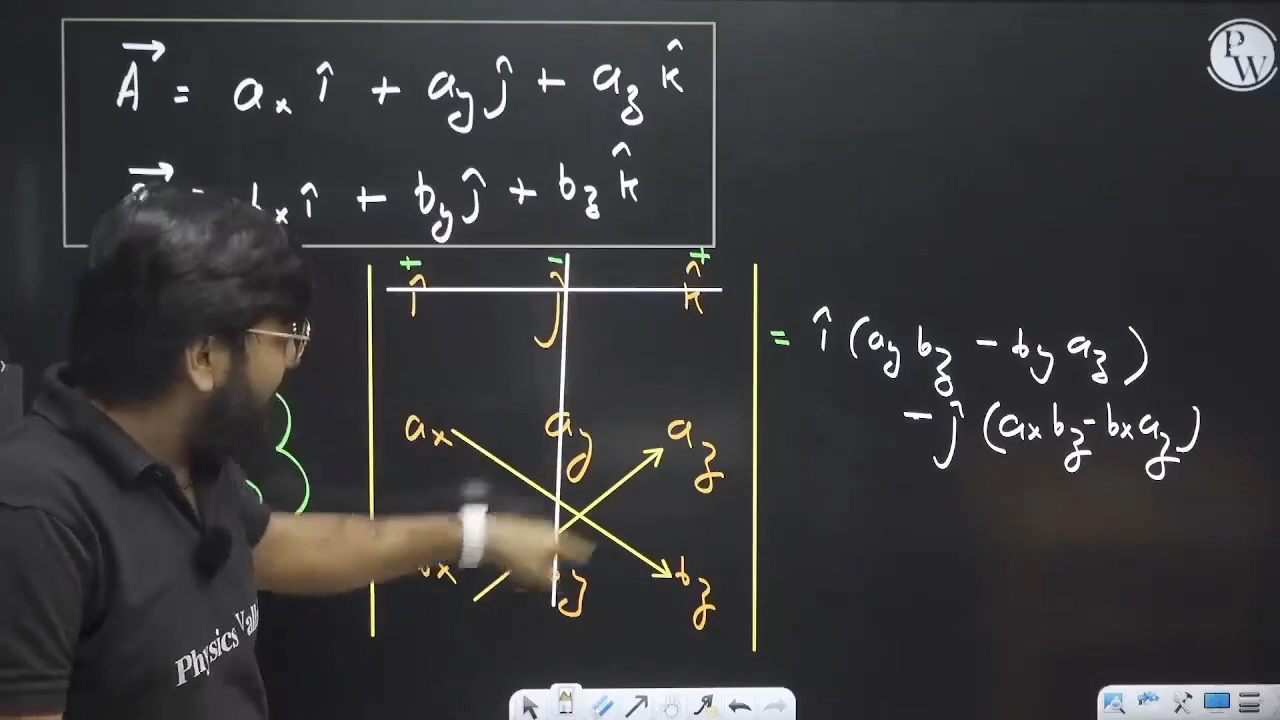 A⃗ = aₓ î + a_y ĵ + a_z k̂
bₓ î + b_y ĵ + b_z k̂
PW
+ - +
î ĵ k̂
= î (a_y b_z - b_y a_z)
aₓ a_y a_z
- ĵ (aₓ b_z - bₓ a_z)
b_z
Physics